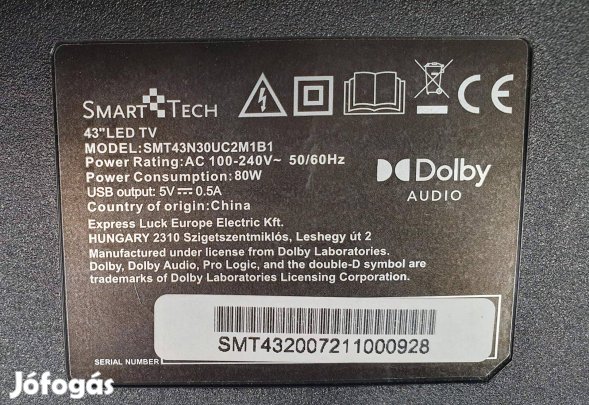 SMART TECH
43"LED TV
MODEL:SMT43N30UC2M1B1
Power Rating:AC 100-240V~ 50/60Hz
Power Consumption:80W
USB output: 5V⎓0.5A
Country of origin:China
Express Luck Europe Electric Kft.
HUNGARY 2310 Szigetszentmiklós, Leshegy út 2
Manufactured under license from Dolby Laboratories.
Dolby, Dolby Audio, Pro Logic, and the double-D symbol are
trademarks of Dolby Laboratories Licensing Corporation.
CE
Dolby
AUDIO
SERIAL NUMBER
SMT432007211000928
Jófogás